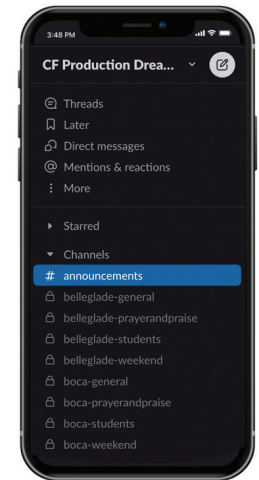 3:48 PM
CF Production Drea...
Threads
Later
Direct messages
@ Mentions & reactions
More
Starred
Channels
# announcements
belleglade-general
belleglade-prayerandpraise
belleglade-students
belleglade-weekend
boca-general
boca-prayerandpraise
boca-students
boca-weekend